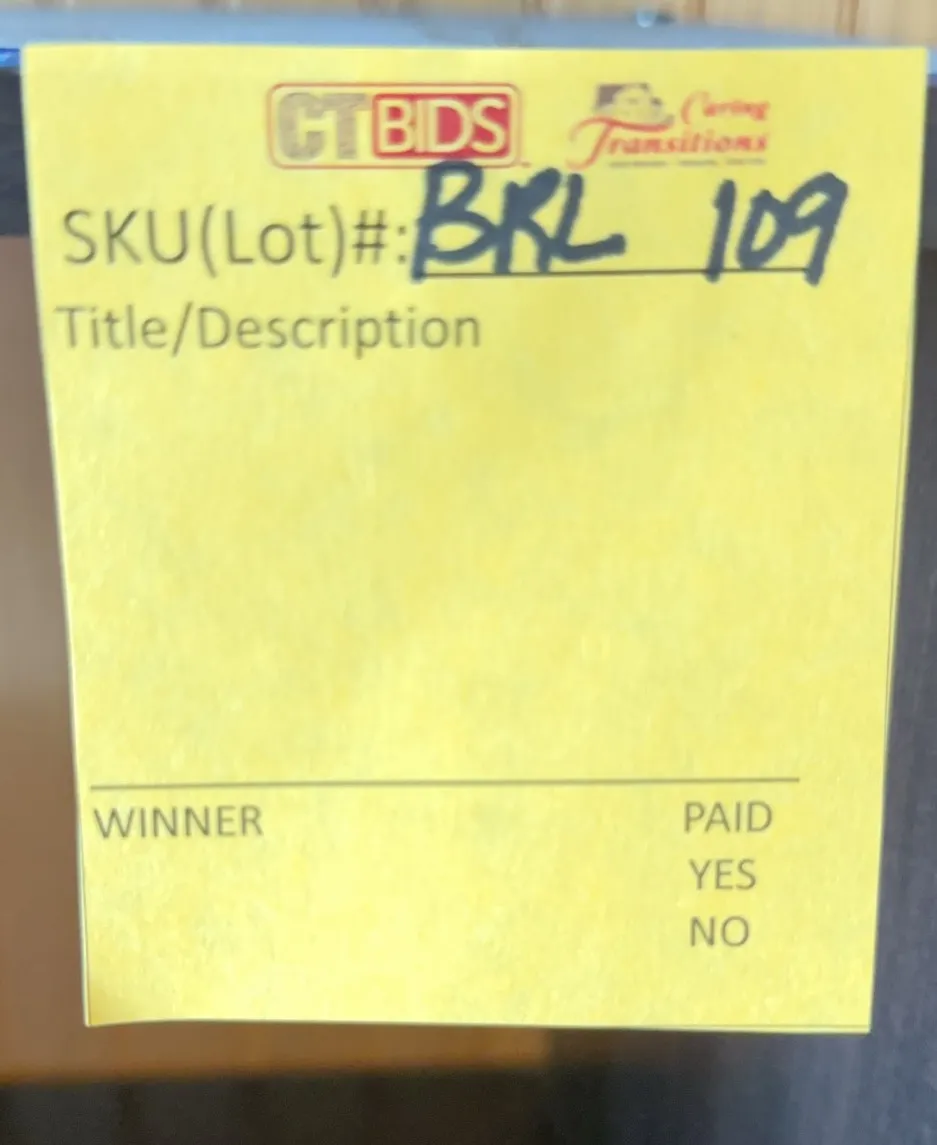 CTBIDS Caring Transitions
SKU(Lot)#: BRL 109
Title/Description
WINNER PAID
YES
NO